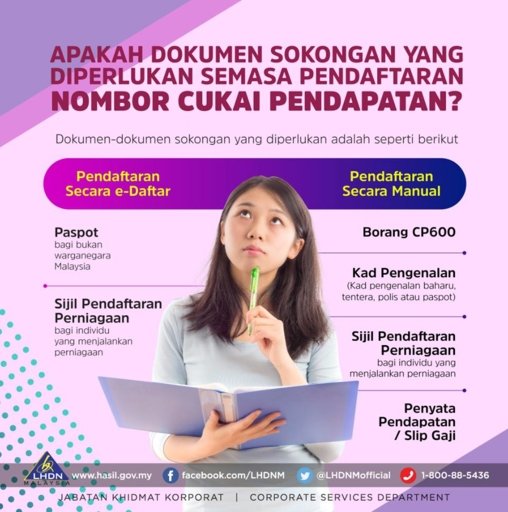 APAKAH DOKUMEN SOKONGAN YANG
DIPERLUKAN SEMASA PENDAFTARAN
NOMBOR CUKAI PENDAPATAN?
Dokumen-dokumen sokongan yang diperlukan adalah seperti berikut
Pendaftaran
Secara e-Daftar
Paspot
bagi bukan
warganegara
Malaysia
Sijil Pendaftaran
Perniagaan
bagi individu
yang menjalankan
perniagaan
Pendaftaran
Secara Manual
Borang CP600
Kad Pengenalan
(Kad pengenalan baharu,
tentera, polis atau paspot)
Sijil Pendaftaran
Perniagaan
bagi individu yang
menjalankan perniagaan
Penyata
Pendapatan
/ Slip Gaji
LHDN
MALAYSIA
www.hasil.gov.my
facebook.com/LHDNM
@LHDNMofficial
1-800-88-5436
JABATAN KHIDMAT KORPORAT | CORPORATE SERVICES DEPARTMENT